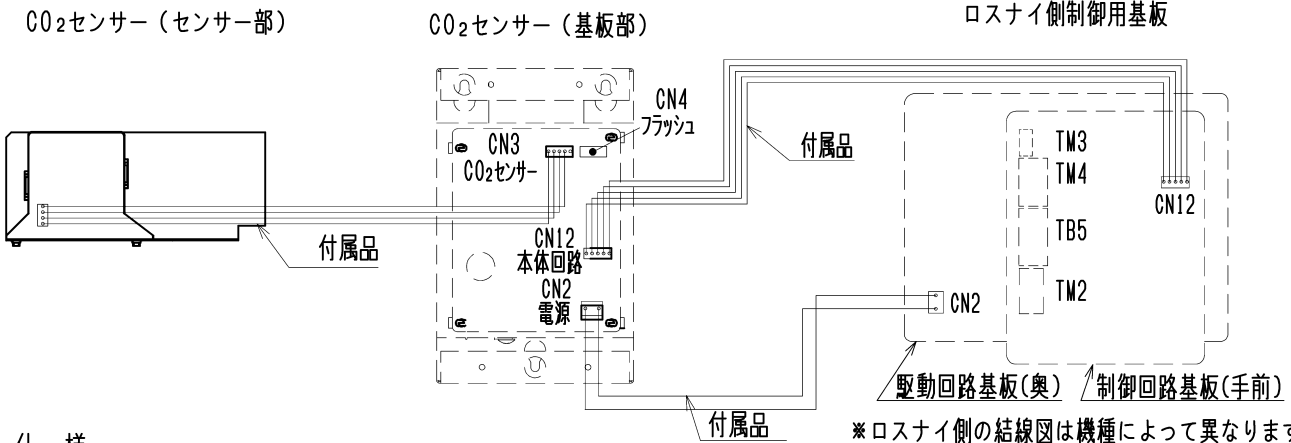 CO₂センサー（センサー部）
CO₂センサー（基板部）
ロスナイ側制御用基板
CN4
フラッシュ
CN3
CO₂センサー
付属品
TM3
TM4
CN12
TB5
付属品
CN12
本体回路
CN2
電源
TM2
CN2
駆動回路基板(奥)
制御回路基板(手前)
付属品
※ロスナイ側の結線図は機種によって異なります